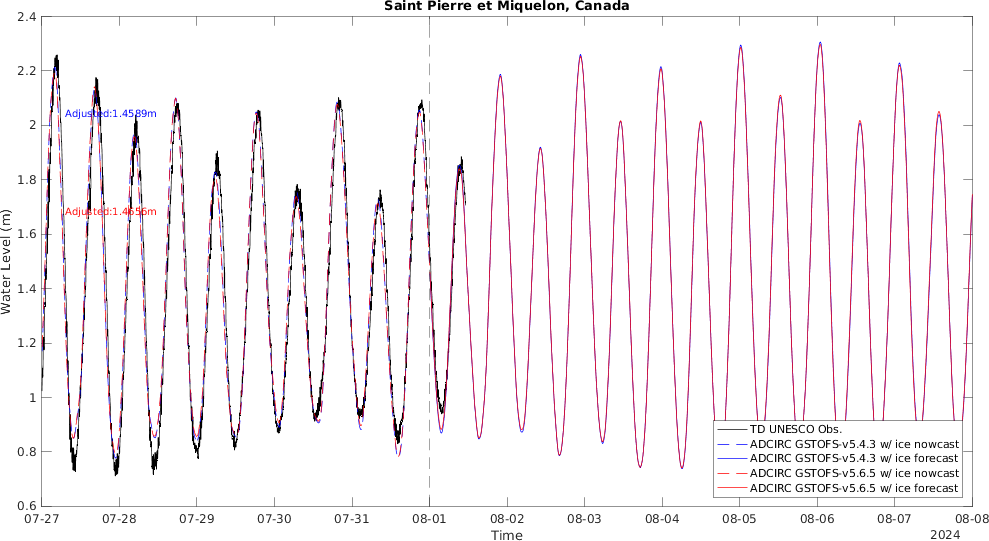 Saint Pierre et Miquelon, Canada
2.4
2.2
2
1.8
1.6
1.4
1.2
1
0.8
0.6
Water Level (m)
Adjusted:1.4589m
Adjusted:1.4656m
TD UNESCO Obs.
ADCIRC GSTOFS-v5.4.3 w/ ice nowcast
ADCIRC GSTOFS-v5.4.3 w/ ice forecast
ADCIRC GSTOFS-v5.6.5 w/ ice nowcast
ADCIRC GSTOFS-v5.6.5 w/ ice forecast
07-27 07-28 07-29 07-30 07-31 08-01 08-02 08-03 08-04 08-05 08-06 08-07 08-08
Time
2024